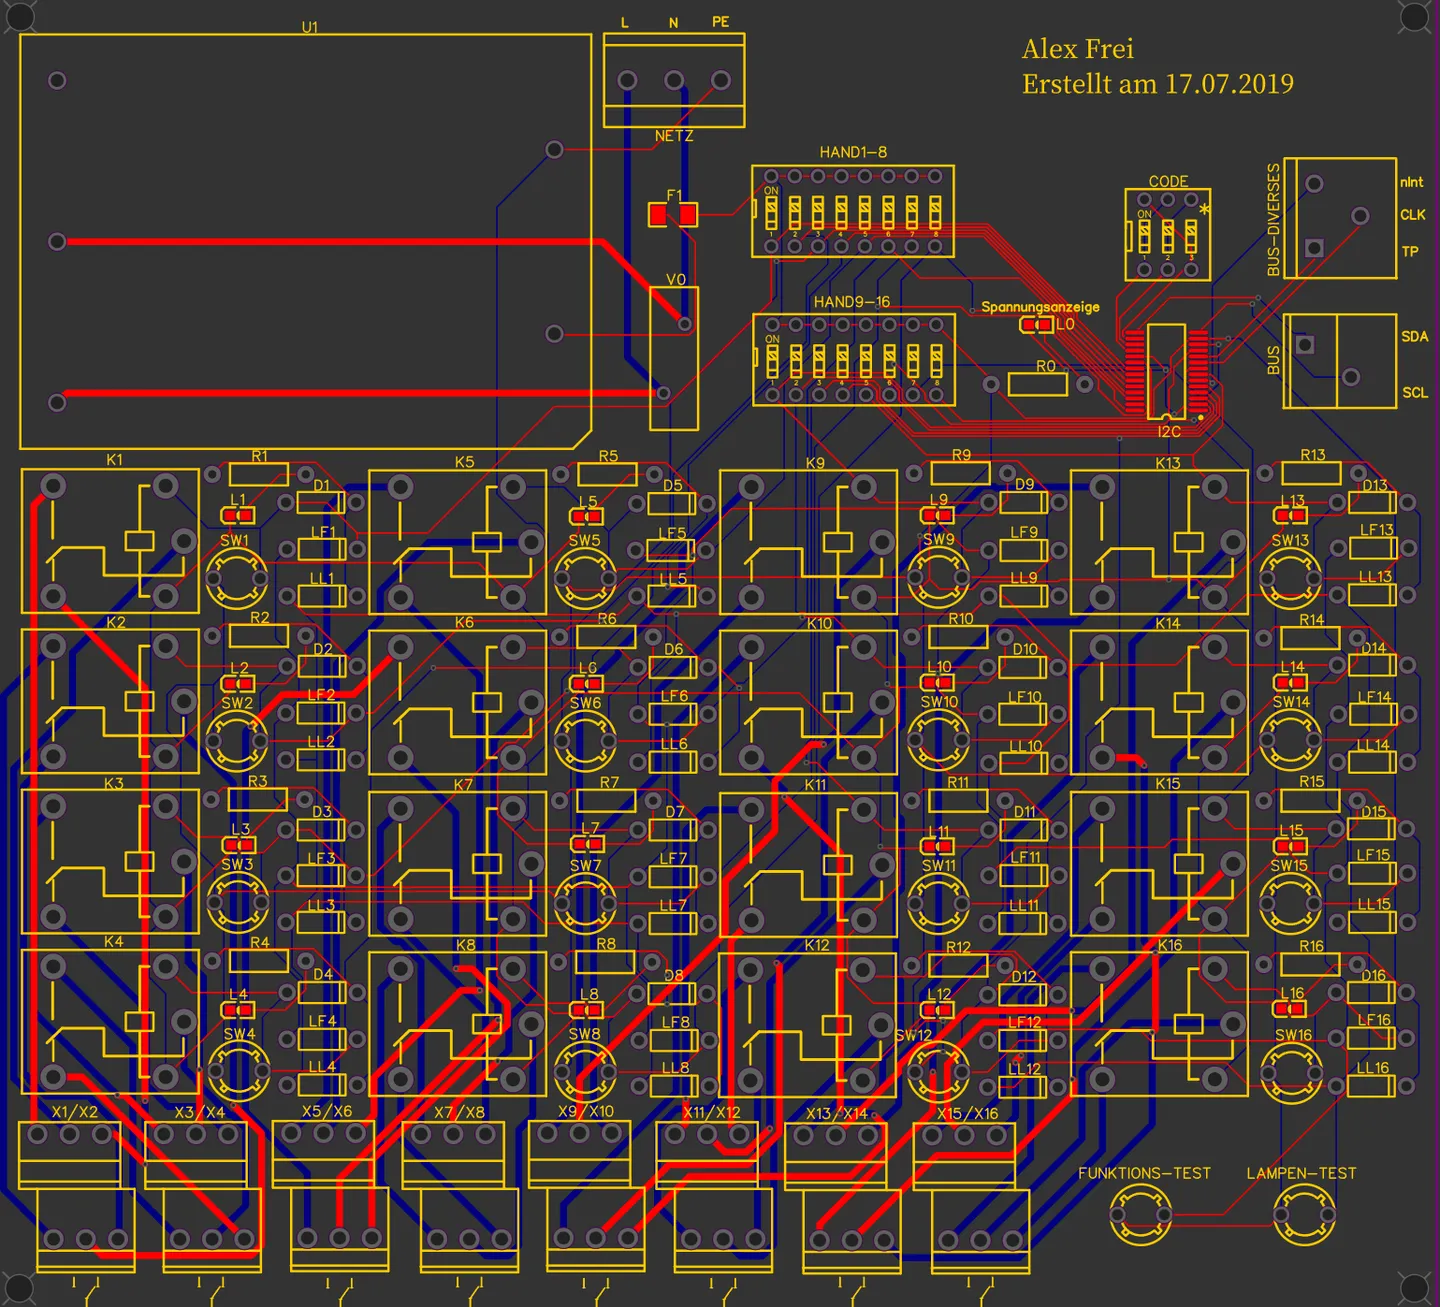 U1
L N PE
NETZ
Alex Frei
Erstellt am 17.07.2019
HAND1-8
ON
1 2 3 4 5 6 7 8
F1
V0
HAND9-16
ON
1 2 3 4 5 6 7 8
CODE
ON
*
1 2 3
BUS-DIVERSES
nInt
CLK
TP
Spannungsanzeige
L0
R0
I2C
BUS
SDA
SCL
K1 R1 K5 R5 K9 R9 K13 R13
L1 D1 L5 D5 L9 D9 L13 D13
SW1 LF1 SW5 LF5 SW9 LF9 SW13 LF13
LL1 LL5 LL9 LL13
K2 R2 K6 R6 K10 R10 K14 R14
L2 D2 L6 D6 L10 D10 L14 D14
SW2 LF2 SW6 LF6 SW10 LF10 SW14 LF14
LL2 LL6 LL10 LL14
K3 R3 K7 R7 K11 R11 K15 R15
L3 D3 L7 D7 L11 D11 L15 D15
SW3 LF3 SW7 LF7 SW11 LF11 SW15 LF15
LL3 LL7 LL11 LL15
K4 R4 K8 R8 K12 R12 K16 R16
L4 D4 L8 D8 L12 D12 L16 D16
SW4 LF4 SW8 LF8 SW12 LF12 SW16 LF16
LL4 LL8 LL12 LL16
X1/X2 X3/X4 X5/X6 X7/X8 X9/X10 X11/X12 X13/X14 X15/X16
FUNKTIONS-TEST LAMPEN-TEST